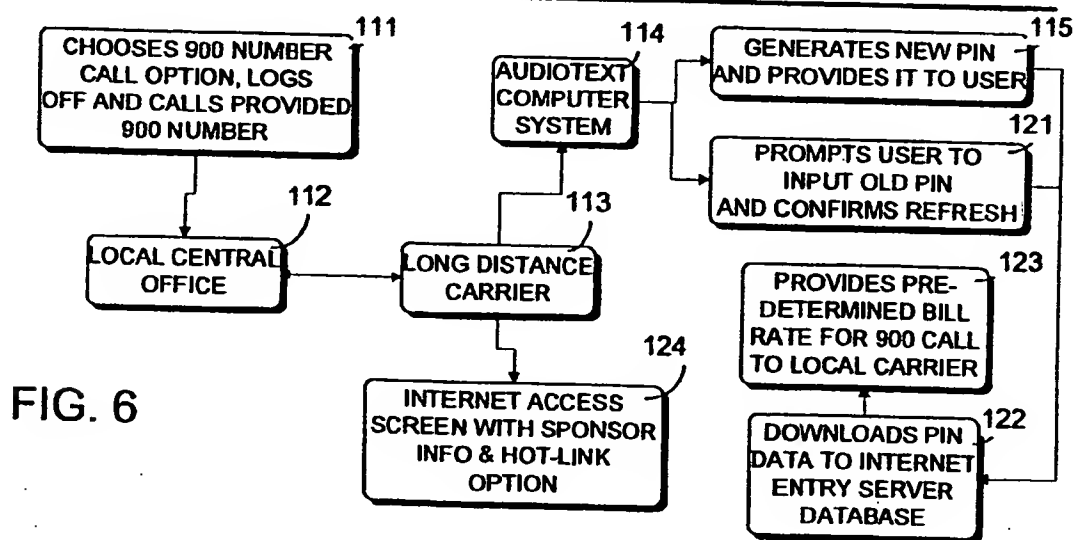 111
CHOOSES 900 NUMBER
CALL OPTION, LOGS
OFF AND CALLS PROVIDED
900 NUMBER
112
LOCAL CENTRAL
OFFICE
113
LONG DISTANCE
CARRIER
114
AUDIOTEXT
COMPUTER
SYSTEM
115
GENERATES NEW PIN
AND PROVIDES IT TO USER
121
PROMPTS USER TO
INPUT OLD PIN
AND CONFIRMS REFRESH
123
PROVIDES PRE-
DETERMINED BILL
RATE FOR 900 CALL
TO LOCAL CARRIER
122
DOWNLOADS PIN
DATA TO INTERNET
ENTRY SERVER
DATABASE
124
INTERNET ACCESS
SCREEN WITH SPONSOR
INFO & HOT-LINK
OPTION
FIG. 6